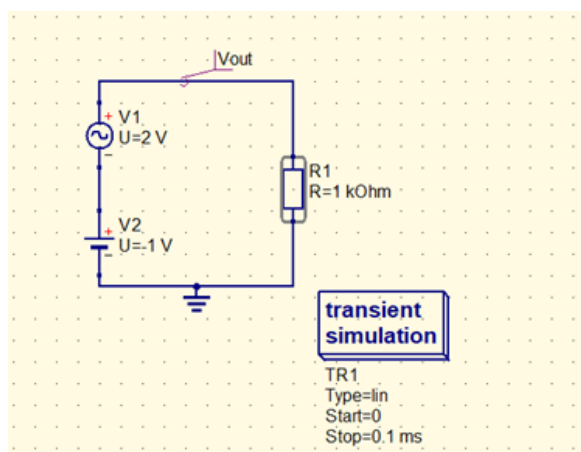 Vout
V1
U=2 V
R1
R=1 kOhm
V2
U=-1 V
transient
simulation
TR1
Type=lin
Start=0
Stop=0.1 ms